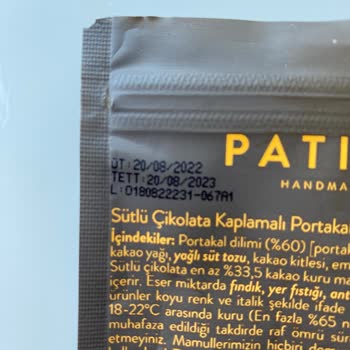 ÜT: 20/08/2022
TETT: 20/08/2023
L: 0180822231-067A1
PATI
HANDMA
Sütlü Çikolata Kaplamalı Portaka
İçindekiler: Portakal dilimi (%60) [portak
kakao yağı, yağlı süt tozu, kakao kitlesi, em
Sütlü çikolata en az %33,5 kakao kuru ma
içerir. Eser miktarda fındık, yer fıstığı, ant
ürünler koyu renk ve italik şekilde ifade
18-22°C arasında kuru (En fazla %65 n
muhafaza edildiği takdirde raf ömrü sür
etmeyiniz. Mamullerimizin hiçbiri dom